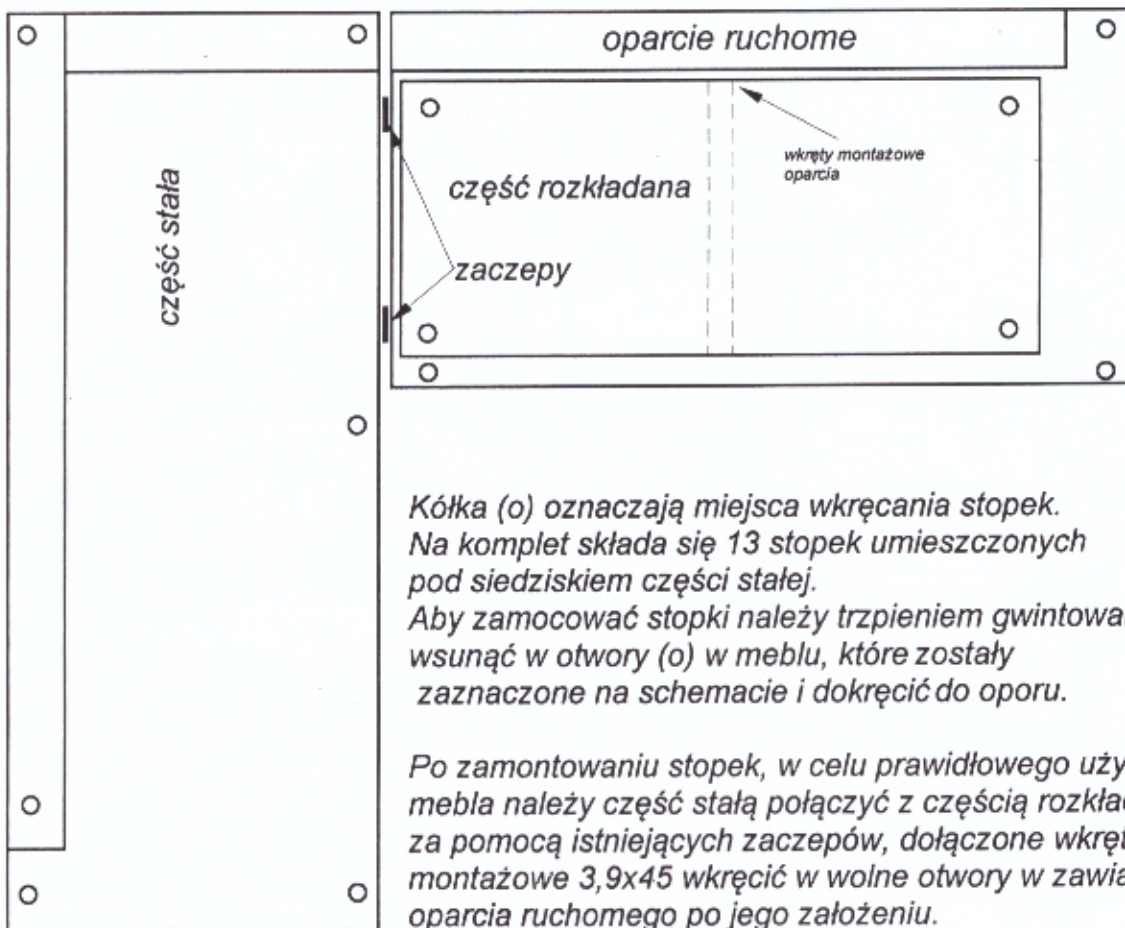 oparcie ruchome
wkręty montażowe
oparcia
część rozkładana
część stała
zaczepy
Kółka (o) oznaczają miejsca wkręcania stopek.
Na komplet składa się 13 stopek umieszczonych
pod siedziskiem części stałej.
Aby zamocować stopki należy trzpieniem
wsunąć w otwory (o) w meblu, które zostały
zaznaczone na schemacie i dokręcić do oporu.
Po zamontowaniu stopek, w celu prawidłowego
mebla należy część stałą połączyć z częścią
za pomocą istniejących zaczepów, dołączone
montażowe 3,9x45 wkręcić w wolne otwory w
oparcia ruchomego po jego założeniu.